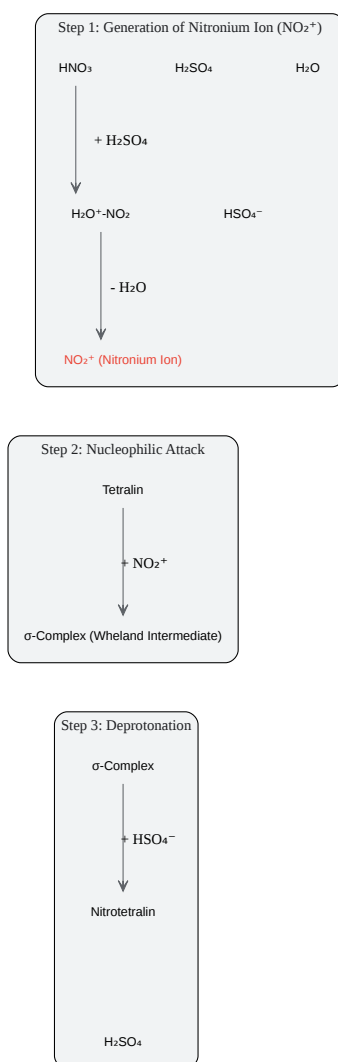 Step 1: Generation of Nitronium Ion (NO₂⁺)
HNO₃ H₂SO₄ H₂O
+ H₂SO₄
H₂O⁺-NO₂ HSO₄⁻
- H₂O
NO₂⁺ (Nitronium Ion)
Step 2: Nucleophilic Attack
Tetralin
+ NO₂⁺
σ-Complex (Wheland Intermediate)
Step 3: Deprotonation
σ-Complex
+ HSO₄⁻
Nitrotetralin
H₂SO₄